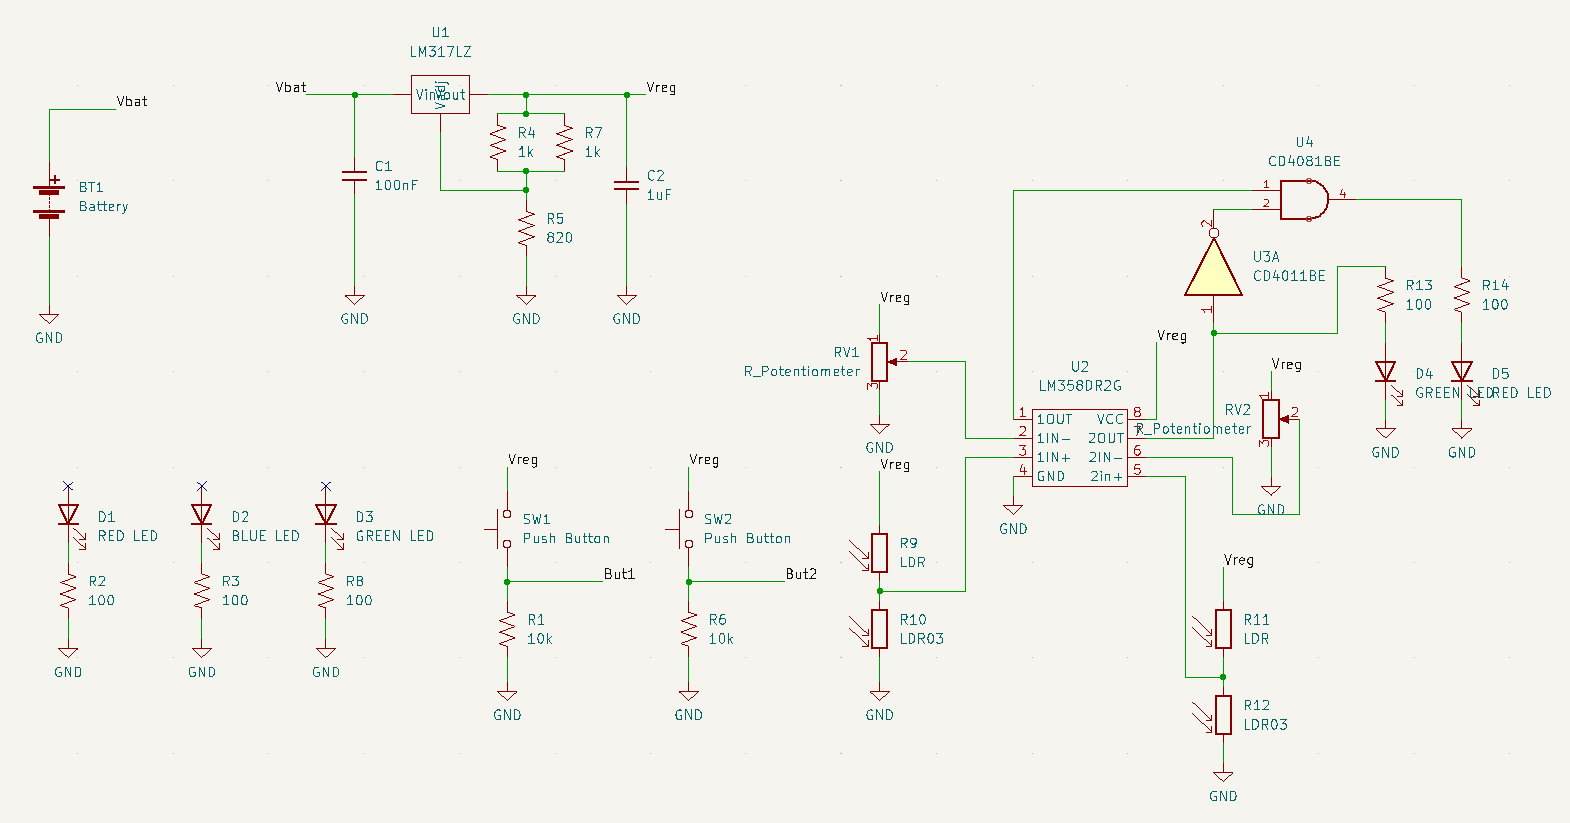 U1
LM317LZ
Vbat
Vin
Vadj
Vout
Vreg
Vbat
R4
1k
R7
1k
C1
100nF
C2
1uF
BT1
Battery
R5
820
GND
GND
GND
GND
U4
CD4081BE
1
2
4
2
U3A
CD4011BE
1
R13
100
R14
100
Vreg
RV1
R_Potentiometer
1
2
3
GND
Vreg
U2
LM358DR2G
1
2
3
4
1OUT
1IN-
1IN+
GND
VCC
2OUT
2IN-
2in+
8
7
6
5
GND
Vreg
RV2
R_Potentiometer
1
2
3
GND
D4
GREEN LED
D5
RED LED
GND
GND
D1
RED LED
R2
100
GND
D2
BLUE LED
R3
100
GND
D3
GREEN LED
R8
100
GND
Vreg
SW1
Push Button
But1
R1
10k
GND
Vreg
SW2
Push Button
But2
R6
10k
GND
Vreg
R9
LDR
R10
LDR03
GND
Vreg
R11
LDR
R12
LDR03
GND